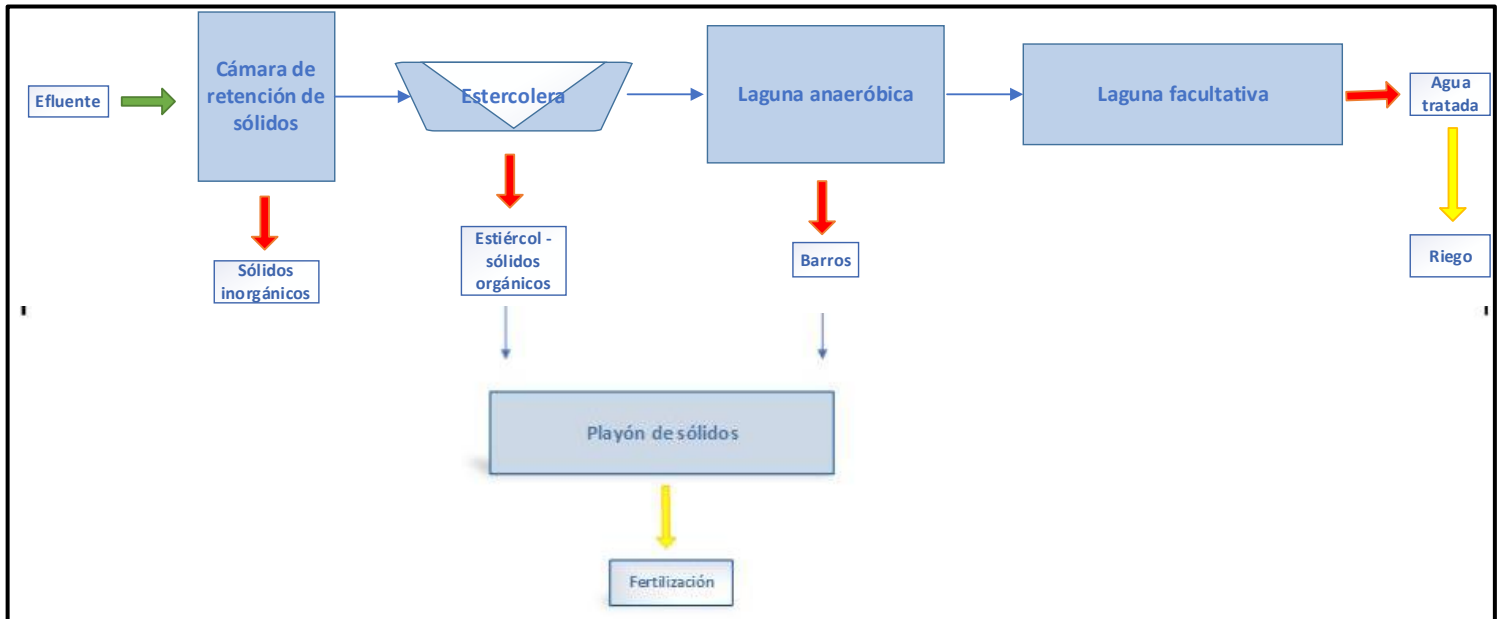 Efluente
Cámara de
retención de
sólidos
Estercolera
Laguna anaeróbica
Laguna facultativa
Agua
tratada
Sólidos
inorgánicos
Estiércol -
sólidos
orgánicos
Barros
Riego
Playón de sólidos
Fertilización